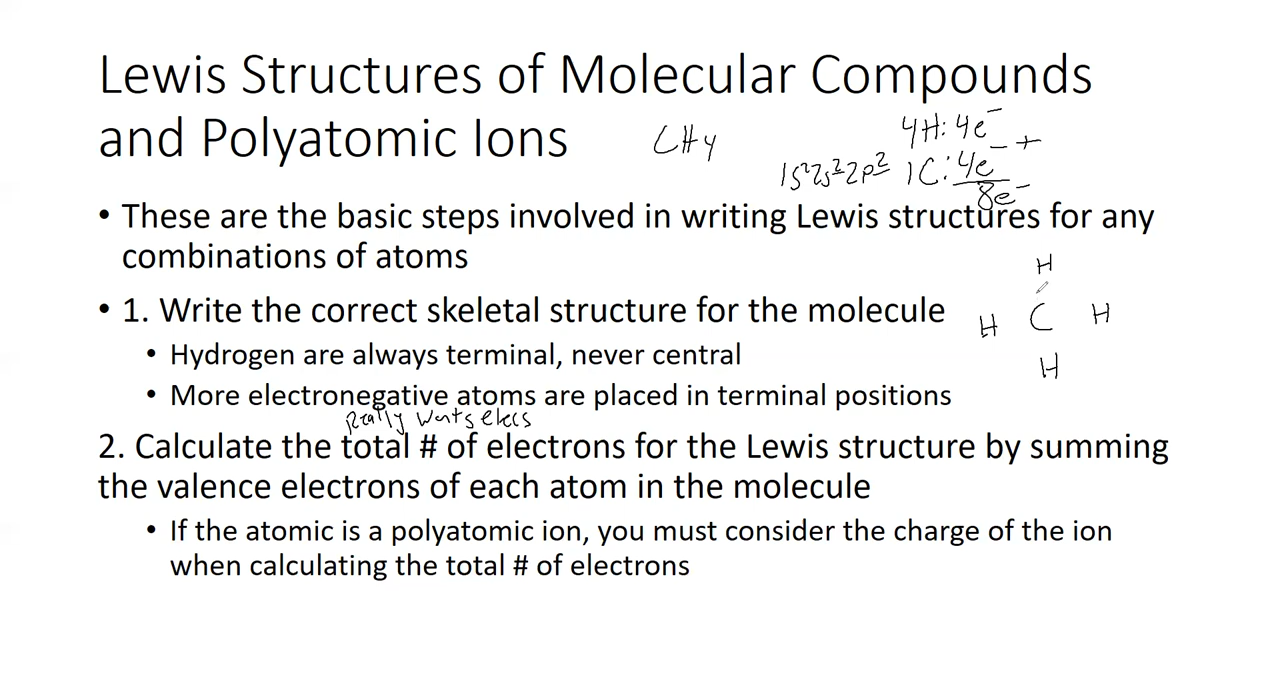 Lewis Structures of Molecular Compounds
and Polyatomic Ions
CH4
4H: 4e⁻
+
1s²2s²2p² 1C: 4e⁻
8e⁻
• These are the basic steps involved in writing Lewis structures for any
combinations of atoms
H
• 1. Write the correct skeletal structure for the molecule
H C H
H
• Hydrogen are always terminal, never central
• More electronegative atoms are placed in terminal positions
Really wants elecs
2. Calculate the total # of electrons for the Lewis structure by summing
the valence electrons of each atom in the molecule
• If the atomic is a polyatomic ion, you must consider the charge of the ion
when calculating the total # of electrons